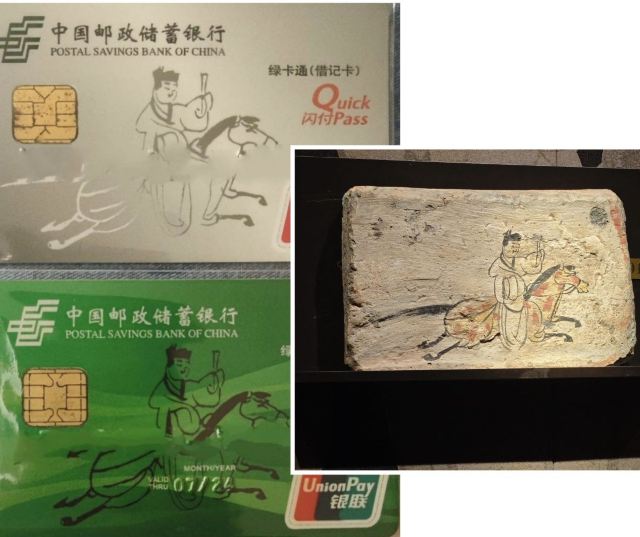 中国邮政储蓄银行
POSTAL SAVINGS BANK OF CHINA
绿卡通(借记卡)
Quick
闪付Pass
中国邮政储蓄银行
POSTAL SAVINGS BANK OF CHINA
绿
MONTH/YEAR
VALID
THRU 07/24
UnionPay
银联